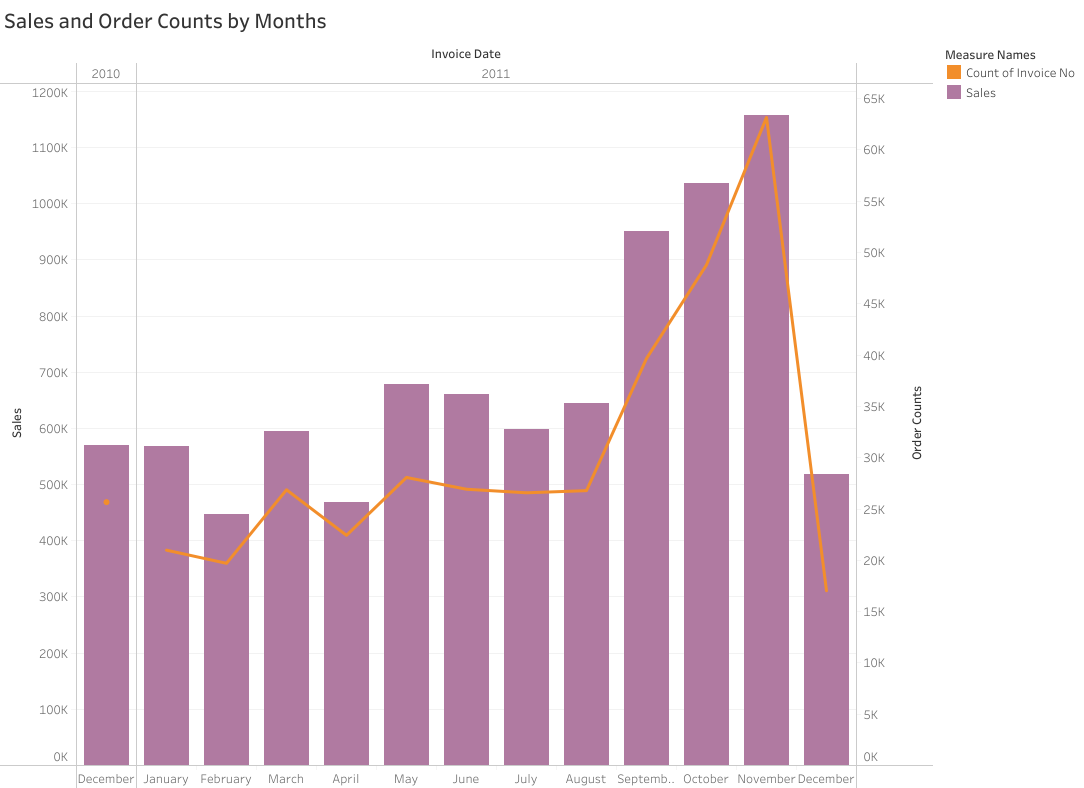 Sales and Order Counts by Months
Invoice Date
2010
2011
Measure Names
Count of Invoice No
Sales
1200K
1100K
1000K
900K
800K
700K
600K
500K
400K
300K
200K
100K
0K
Sales
65K
60K
55K
50K
45K
40K
35K
30K
25K
20K
15K
10K
5K
0K
Order Counts
December January February March April May June July August Septemb.. October November December